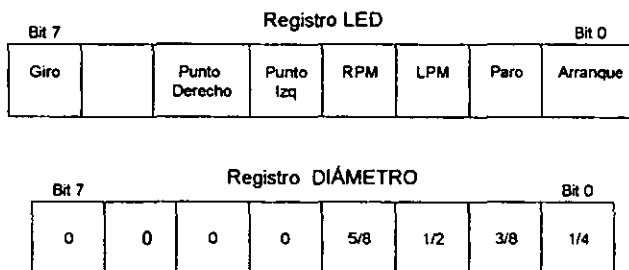 Registro LED
Bit 7 Bit 0
Giro Punto Derecho Punto Izq RPM LPM Paro Arranque
Registro DIÁMETRO
Bit 7 Bit 0
0 0 0 0 5/8 1/2 3/8 1/4